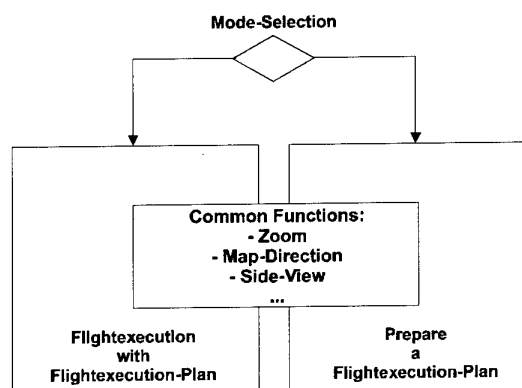 Mode-Selection
Common Functions:
- Zoom
- Map-Direction
- Side-View
...
Flightexecution
with
Flightexecution-Plan
Prepare
a
Flightexecution-Plan